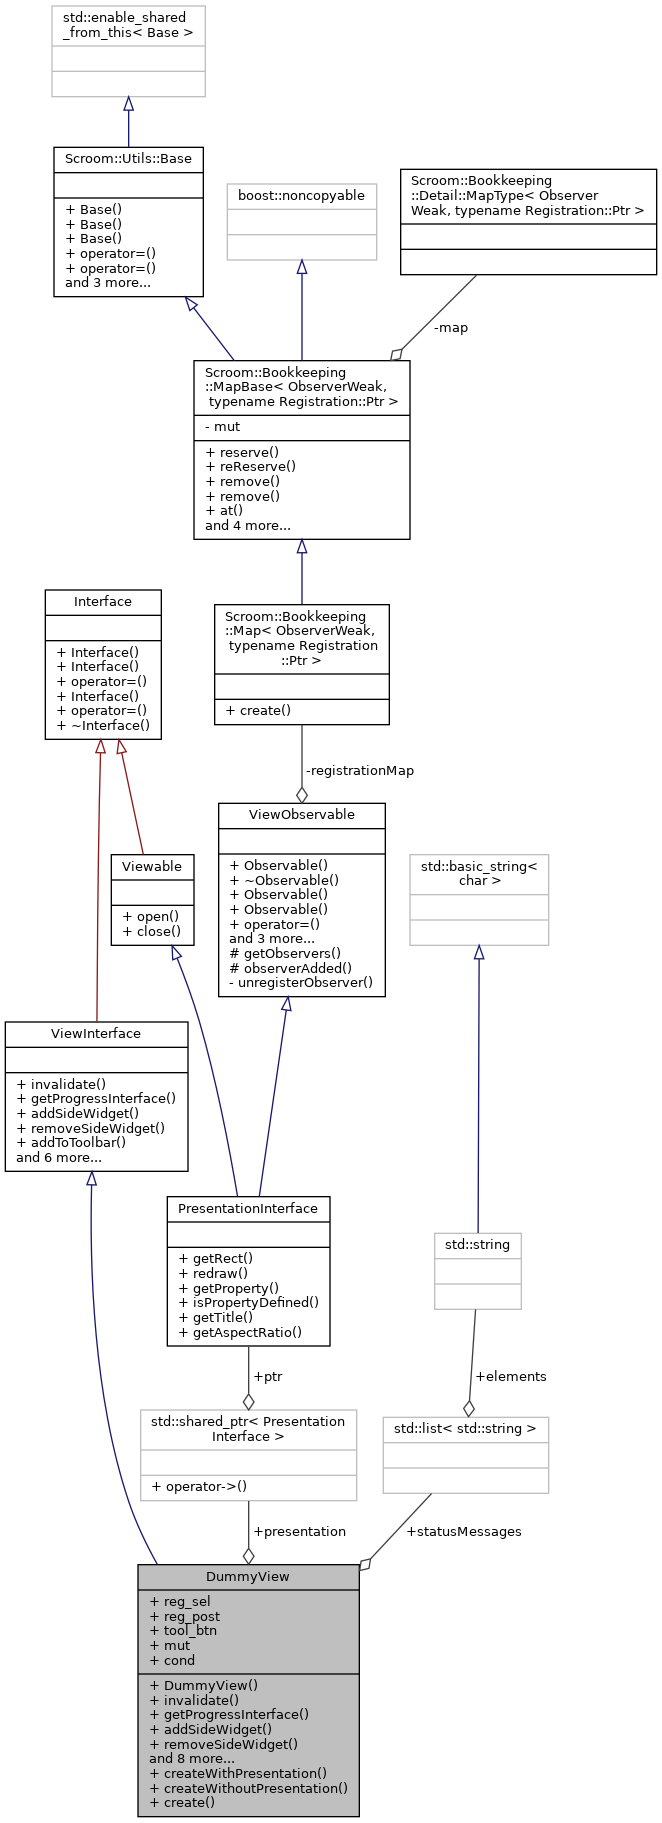 std::enable_shared
_from_this< Base >
Scroom::Utils::Base
+ Base()
+ Base()
+ Base()
+ operator=()
+ operator=()
and 3 more...
boost::noncopyable
Scroom::Bookkeeping
::Detail::MapType< Observer
Weak, typename Registration::Ptr >
-map
Scroom::Bookkeeping
::MapBase< ObserverWeak,
typename Registration::Ptr >
- mut
+ reserve()
+ reReserve()
+ remove()
+ remove()
+ at()
and 4 more...
Interface
+ Interface()
+ Interface()
+ operator=()
+ Interface()
+ operator=()
+ ~Interface()
Scroom::Bookkeeping
::Map< ObserverWeak,
typename Registration
::Ptr >
+ create()
-registrationMap
ViewObservable
+ Observable()
+ ~Observable()
+ Observable()
+ Observable()
+ operator=()
and 3 more...
# getObservers()
# observerAdded()
- unregisterObserver()
Viewable
+ open()
+ close()
std::basic_string<
char >
ViewInterface
+ invalidate()
+ getProgressInterface()
+ addSideWidget()
+ removeSideWidget()
+ addToToolbar()
and 6 more...
PresentationInterface
+ getRect()
+ redraw()
+ getProperty()
+ isPropertyDefined()
+ getTitle()
+ getAspectRatio()
std::string
+ptr
+elements
std::shared_ptr< Presentation
Interface >
+ operator->()
std::list< std::string >
+presentation
+statusMessages
DummyView
+ reg_sel
+ reg_post
+ tool_btn
+ mut
+ cond
+ DummyView()
+ invalidate()
+ getProgressInterface()
+ addSideWidget()
+ removeSideWidget()
and 8 more...
+ createWithPresentation()
+ createWithoutPresentation()
+ create()